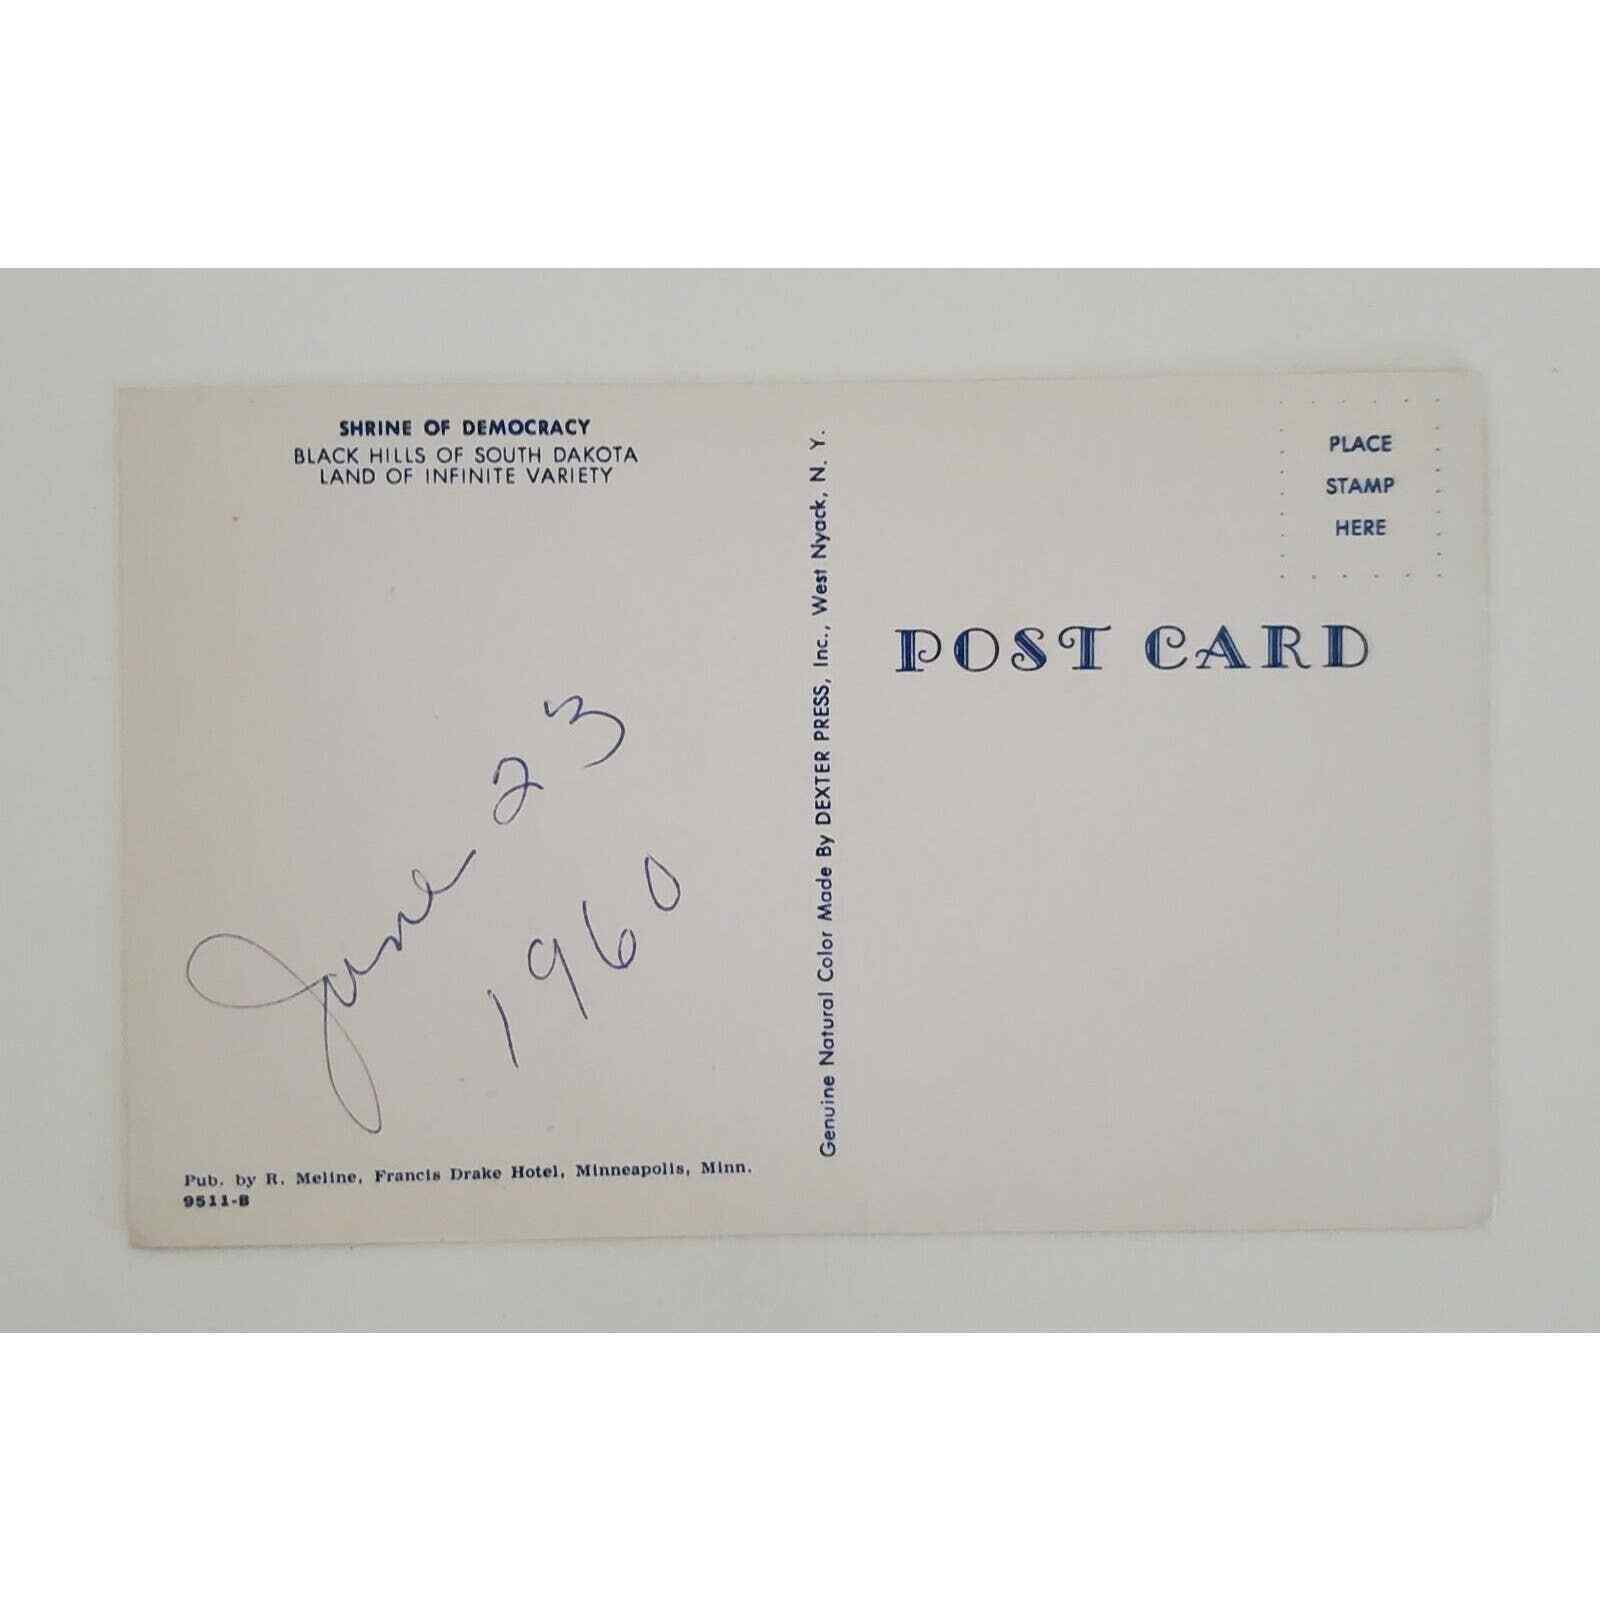 SHRINE OF DEMOCRACY
BLACK HILLS OF SOUTH DAKOTA
LAND OF INFINITE VARIETY
June 23
1960
Pub. by R. Meline, Francis Drake Hotel, Minneapolis, Minn.
9511-B
Genuine Natural Color Made By DEXTER PRESS, Inc., West Nyack, N. Y.
PLACE
STAMP
HERE
POST CARD